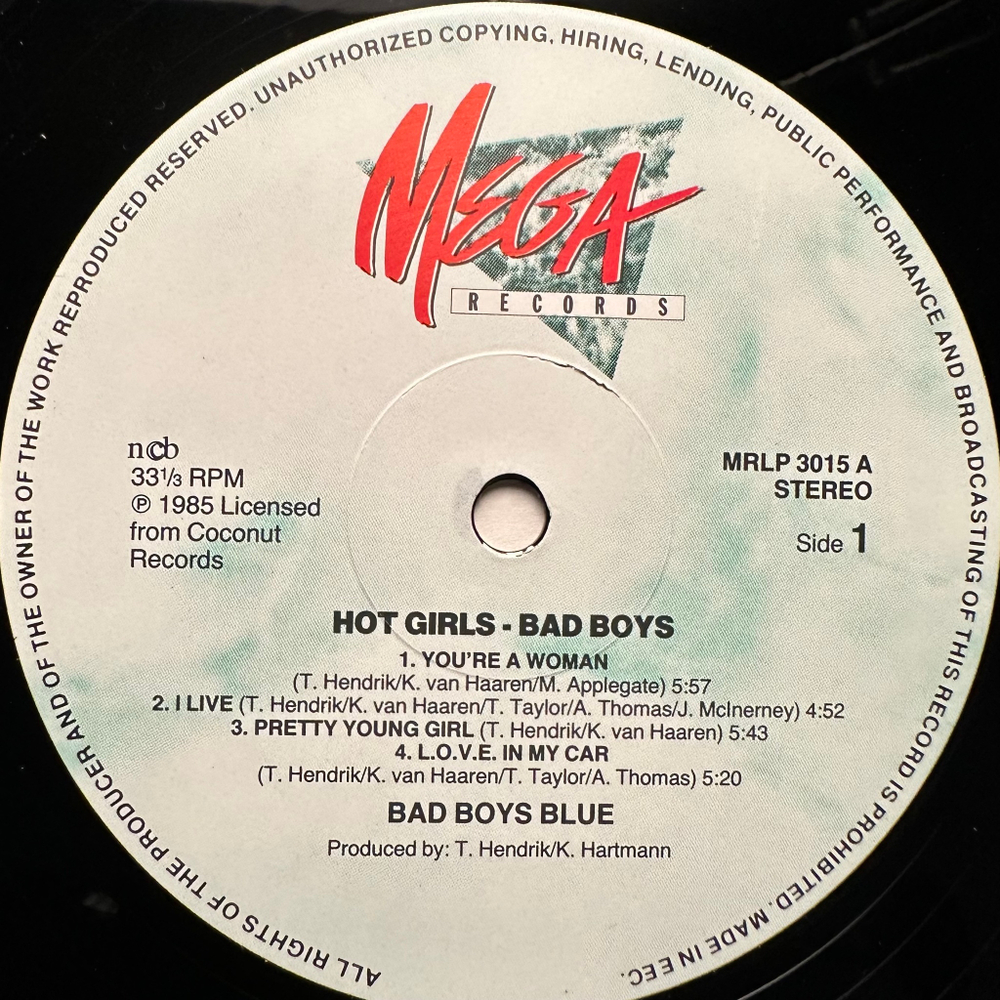 ALL RIGHTS OF THE PRODUCER AND OF THE OWNER OF THE WORK REPRODUCED RESERVED. UNAUTHORIZED COPYING, HIRING, LENDING, PUBLIC PERFORMANCE AND BROADCASTING OF THIS RECORD IS PROHIBITED. MADE IN EEC.
MEGA
RECORDS
ncb
33⅓ RPM
℗ 1985 Licensed
from Coconut
Records
MRLP 3015 A
STEREO
Side 1
HOT GIRLS - BAD BOYS
1. YOU'RE A WOMAN
(T. Hendrik/K. van Haaren/M. Applegate) 5:57
2. I LIVE (T. Hendrik/K. van Haaren/T. Taylor/A. Thomas/J. McInerney) 4:52
3. PRETTY YOUNG GIRL (T. Hendrik/K. van Haaren) 5:43
4. L.O.V.E. IN MY CAR
(T. Hendrik/K. van Haaren/T. Taylor/A. Thomas) 5:20
BAD BOYS BLUE
Produced by: T. Hendrik/K. Hartmann